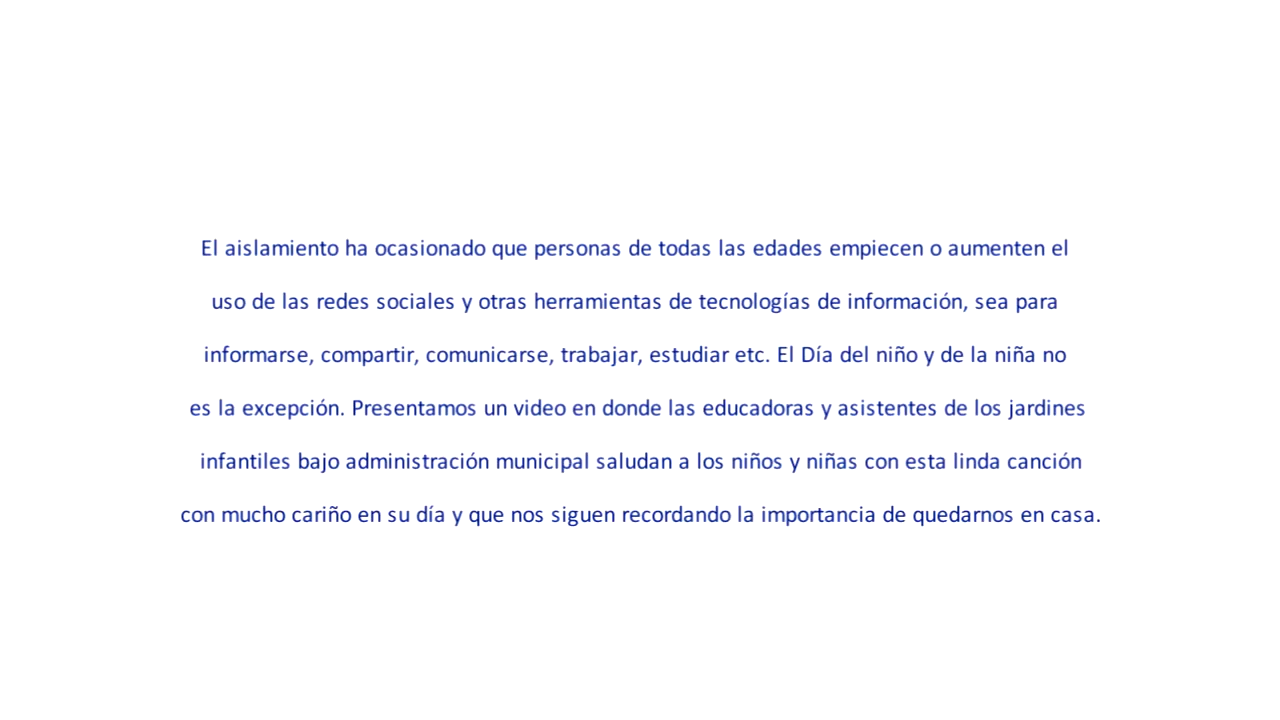 El aislamiento ha ocasionado que personas de todas las edades empiecen o aumenten el
uso de las redes sociales y otras herramientas de tecnologías de información, sea para
informarse, compartir, comunicarse, trabajar, estudiar etc. El Día del niño y de la niña no
es la excepción. Presentamos un video en donde las educadoras y asistentes de los jardines
infantiles bajo administración municipal saludan a los niños y niñas con esta linda canción
con mucho cariño en su día y que nos siguen recordando la importancia de quedarnos en casa.